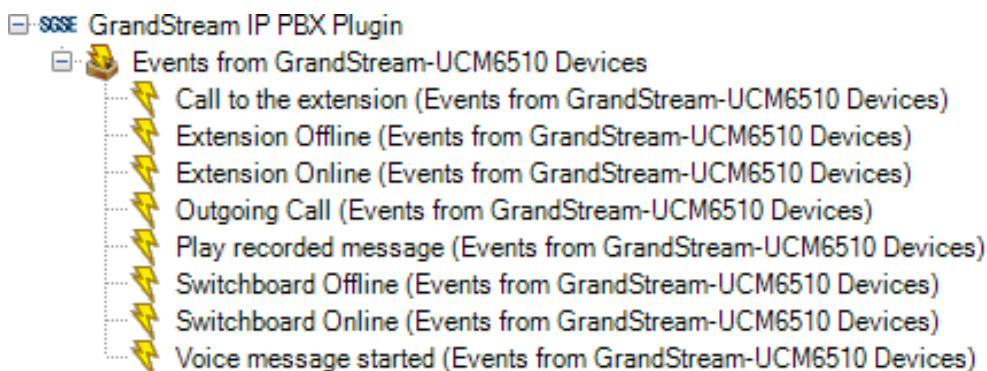 SGSE GrandStream IP PBX Plugin
Events from GrandStream-UCM6510 Devices
Call to the extension (Events from GrandStream-UCM6510 Devices)
Extension Offline (Events from GrandStream-UCM6510 Devices)
Extension Online (Events from GrandStream-UCM6510 Devices)
Outgoing Call (Events from GrandStream-UCM6510 Devices)
Play recorded message (Events from GrandStream-UCM6510 Devices)
Switchboard Offline (Events from GrandStream-UCM6510 Devices)
Switchboard Online (Events from GrandStream-UCM6510 Devices)
Voice message started (Events from GrandStream-UCM6510 Devices)